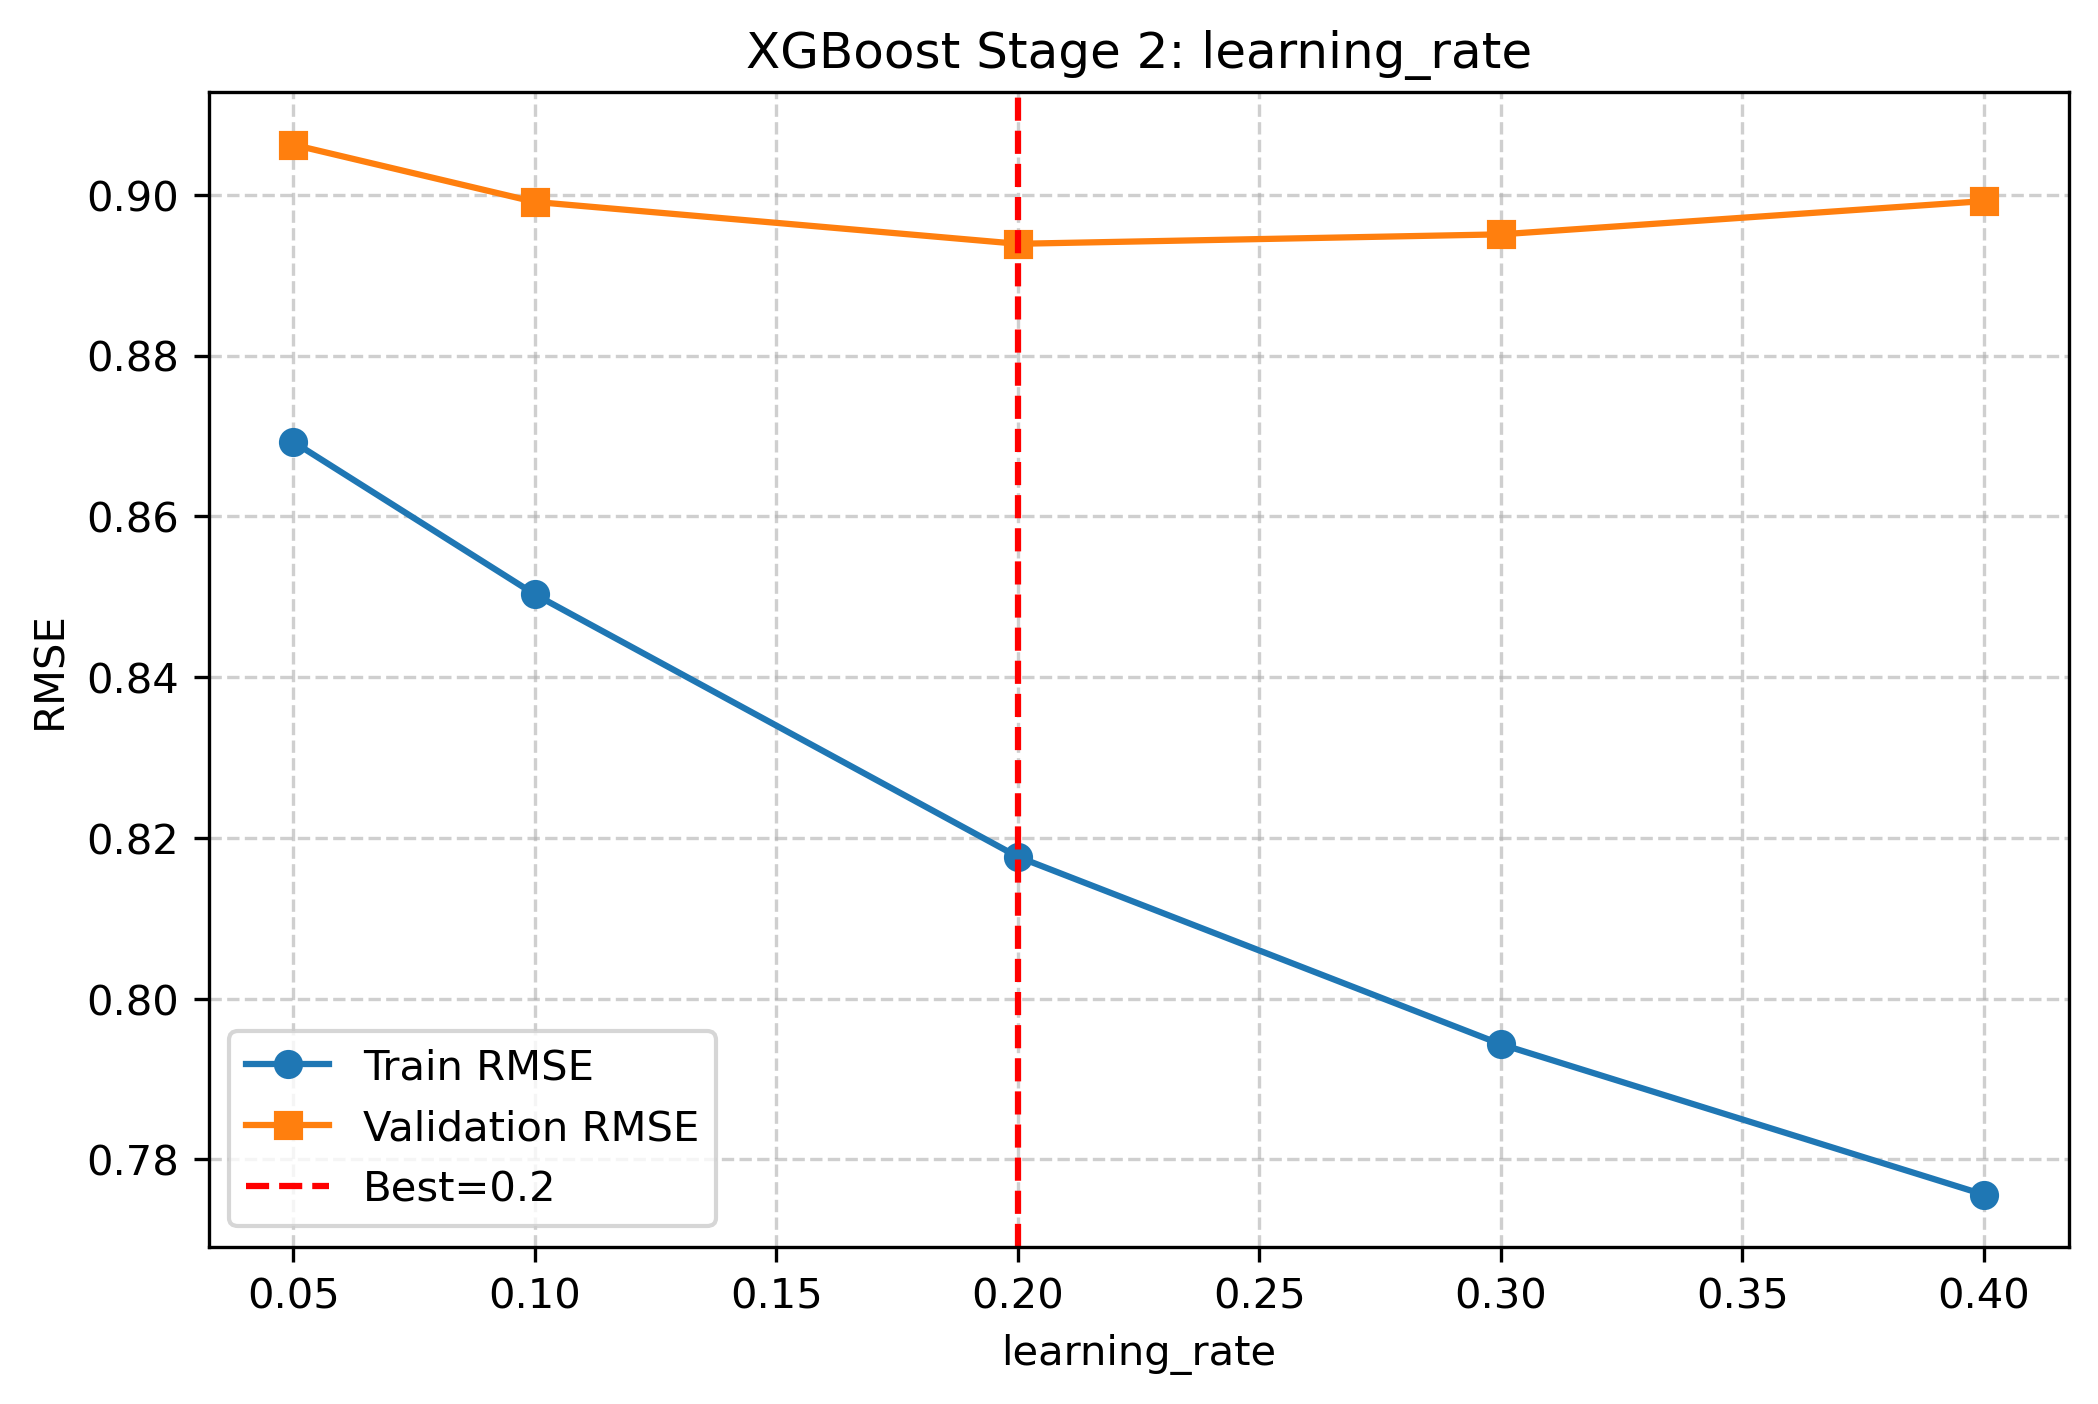 XGBoost Stage 2: learning_rate
RMSE
0.90
0.88
0.86
0.84
0.82
0.80
0.78
Train RMSE
Validation RMSE
Best=0.2
0.05 0.10 0.15 0.20 0.25 0.30 0.35 0.40
learning_rate